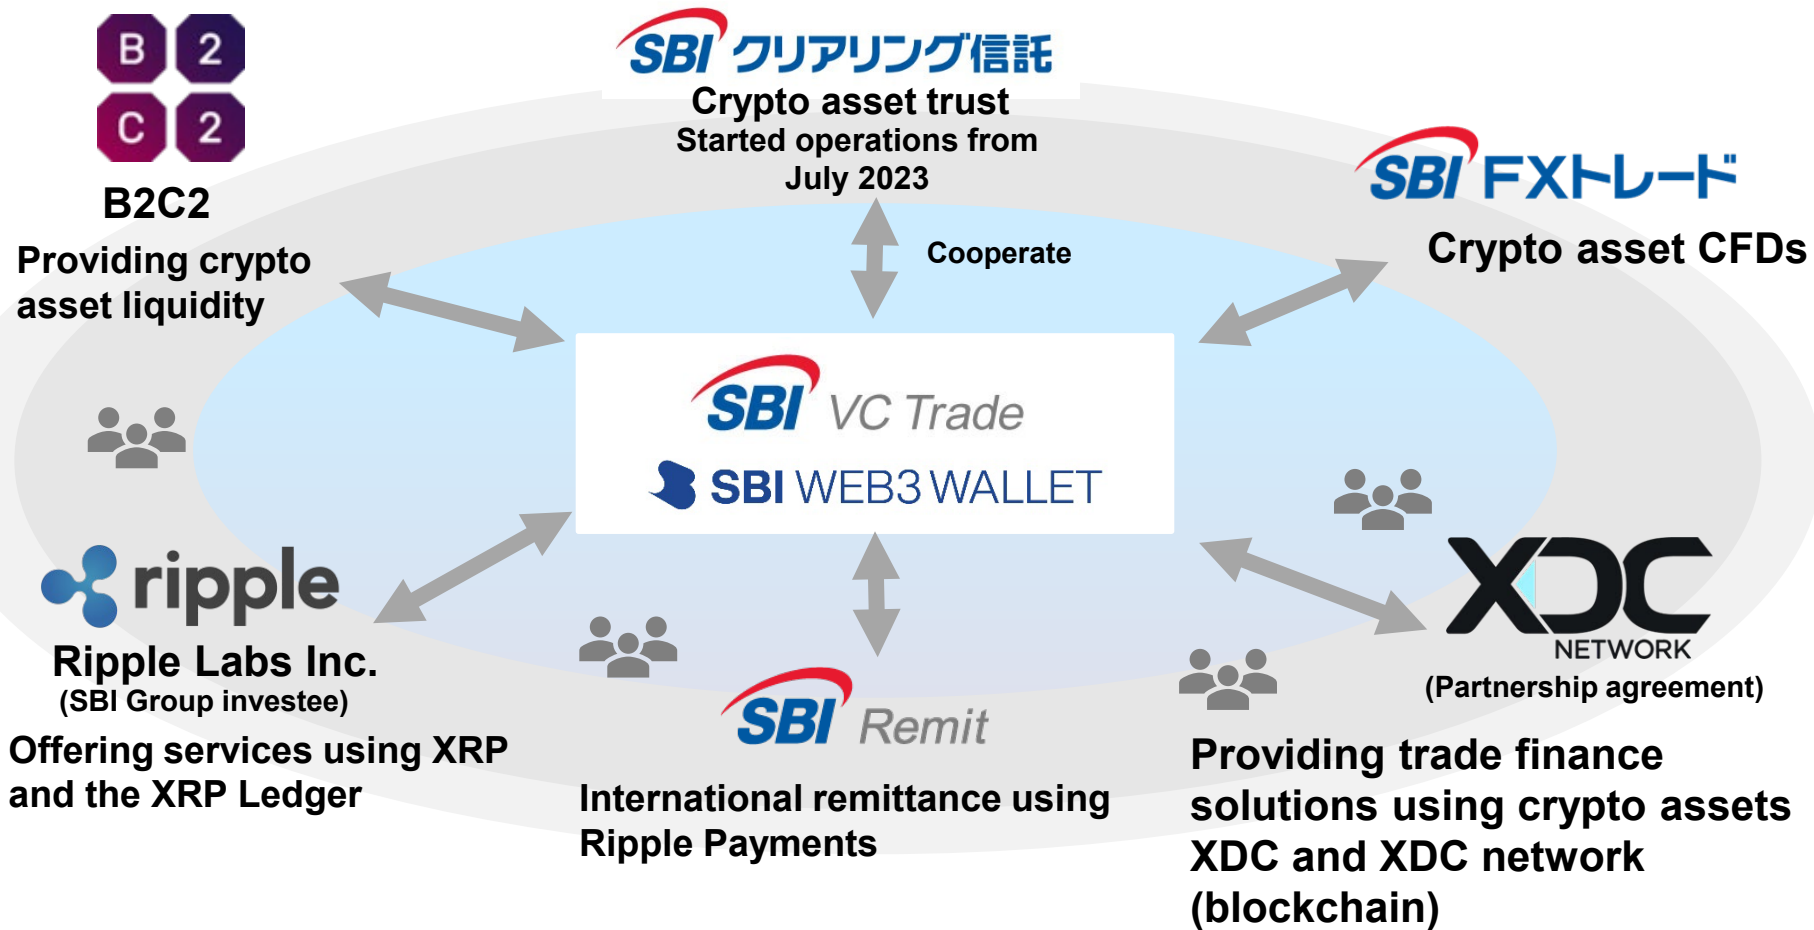 B 2
C 2
B2C2
Providing crypto
asset liquidity
SBI クリアリング信託
Crypto asset trust
Started operations from
July 2023
Cooperate
SBI FXトレード
Crypto asset CFDs
SBI VC Trade
SBI WEB3 WALLET
ripple
Ripple Labs Inc.
(SBI Group investee)
Offering services using XRP
and the XRP Ledger
SBI Remit
International remittance using
Ripple Payments
XDC
NETWORK
(Partnership agreement)
Providing trade finance
solutions using crypto assets
XDC and XDC network
(blockchain)